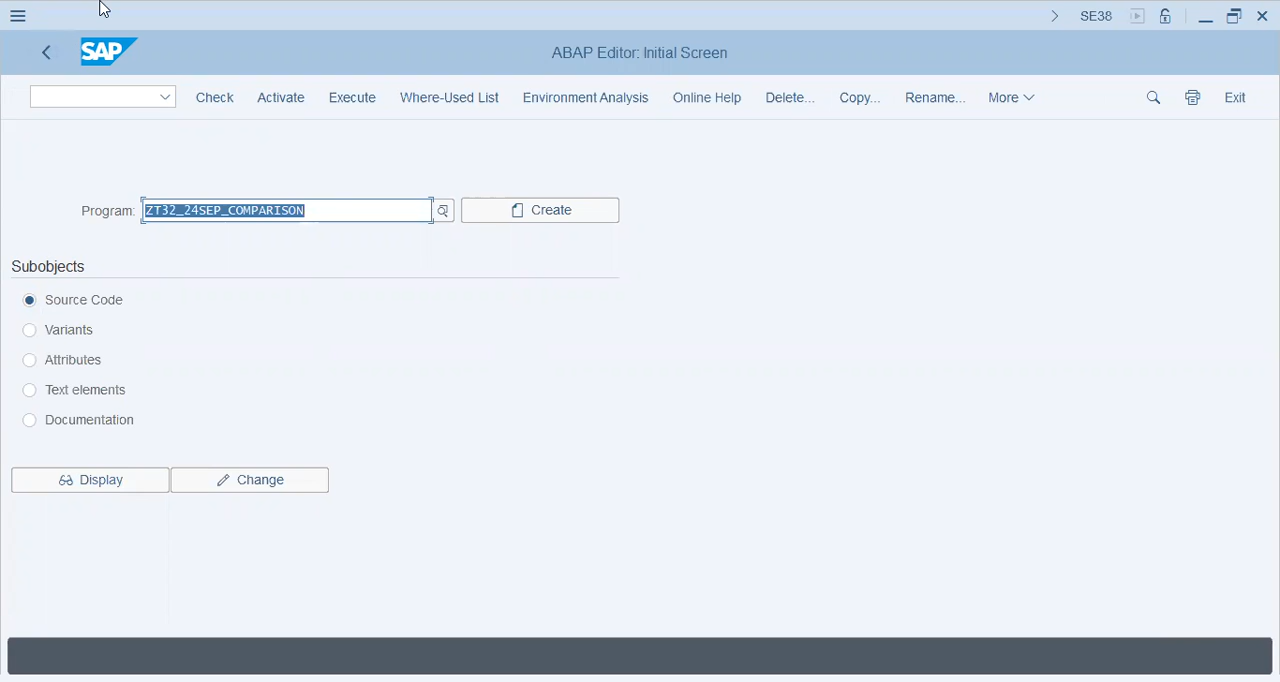 SE38
SAP
ABAP Editor: Initial Screen
Check Activate Execute Where-Used List Environment Analysis Online Help Delete... Copy... Rename... More Exit
Program: ZT32_24SEP_COMPARISON Create
Subobjects
Source Code
Variants
Attributes
Text elements
Documentation
Display Change